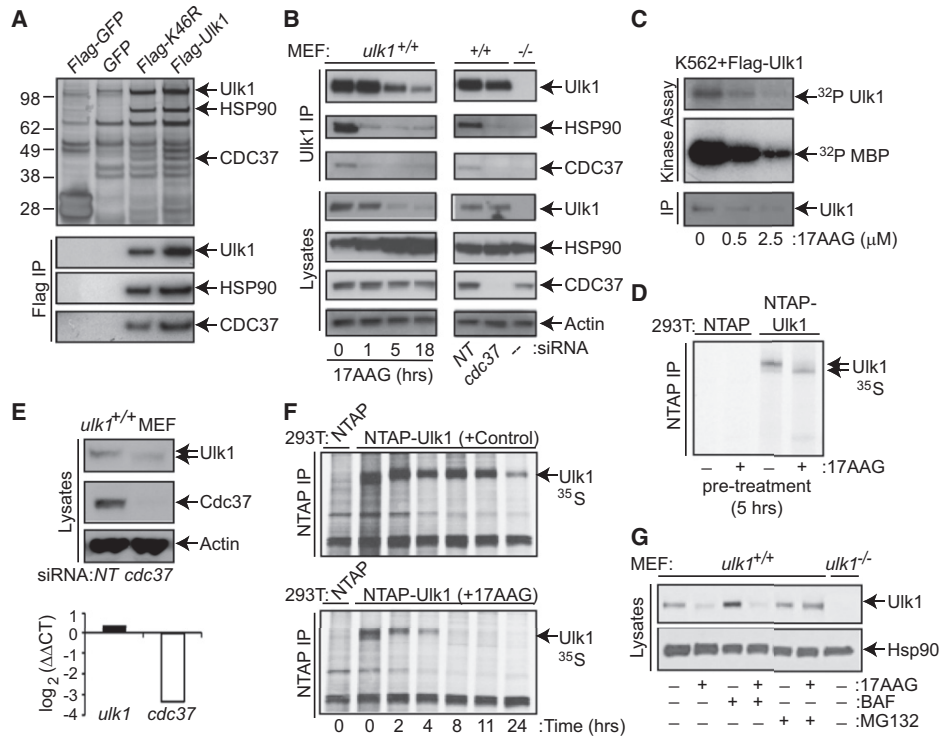 A
Flag-GFP
GFP
Flag-K46R
Flag-Ulk1
98
62
49
38
28
Ulk1
HSP90
CDC37
Flag IP
Ulk1
HSP90
CDC37
B
MEF: ulk1+/+ +/+ -/-
Ulk1 IP
Ulk1
HSP90
CDC37
Lysates
Ulk1
HSP90
CDC37
Actin
0 1 5 18 NT cdc37 -- :siRNA
17AAG (hrs)
C
K562+Flag-Ulk1
Kinase Assay
32P Ulk1
32P MBP
IP
Ulk1
0 0.5 2.5 :17AAG (μM)
D
293T: NTAP NTAP-Ulk1
NTAP IP
Ulk1
35S
– + – + :17AAG
pre-treatment
(5 hrs)
E
ulk1+/+ MEF
Lysates
Ulk1
Cdc37
Actin
siRNA: NT cdc37
log2 (ΔΔCT)
1
0
-1
-2
-3
-4
ulk1 cdc37
F
293T: NTAP NTAP-Ulk1 (+Control)
NTAP IP
Ulk1
35S
293T: NTAP NTAP-Ulk1 (+17AAG)
NTAP IP
Ulk1
35S
0 0 2 4 8 11 24 :Time (hrs)
G
MEF: ulk1+/+ ulk1-/-
Lysates
Ulk1
Hsp90
– + – + – + – :17AAG
– – + + – – – :BAF
– – – – + + – :MG132